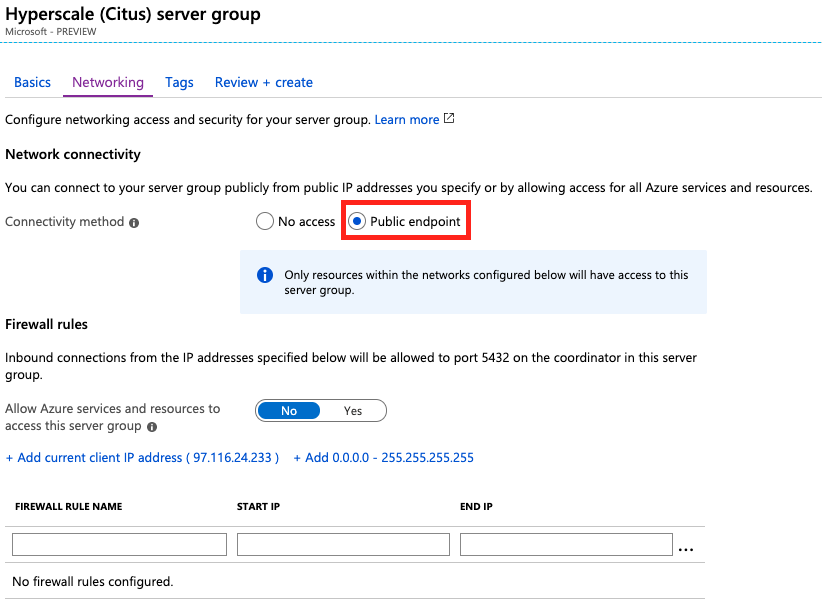 Hyperscale (Citus) server group
Microsoft - PREVIEW
Basics Networking Tags Review + create
Configure networking access and security for your server group. Learn more
Network connectivity
You can connect to your server group publicly from public IP addresses you specify or by allowing access for all Azure services and resources.
Connectivity method No access Public endpoint
Only resources within the networks configured below will have access to this
server group.
Firewall rules
Inbound connections from the IP addresses specified below will be allowed to port 5432 on the coordinator in this server
group.
Allow Azure services and resources to
access this server group
No Yes
+ Add current client IP address ( 97.116.24.233 ) + Add 0.0.0.0 - 255.255.255.255
FIREWALL RULE NAME START IP END IP
...
No firewall rules configured.